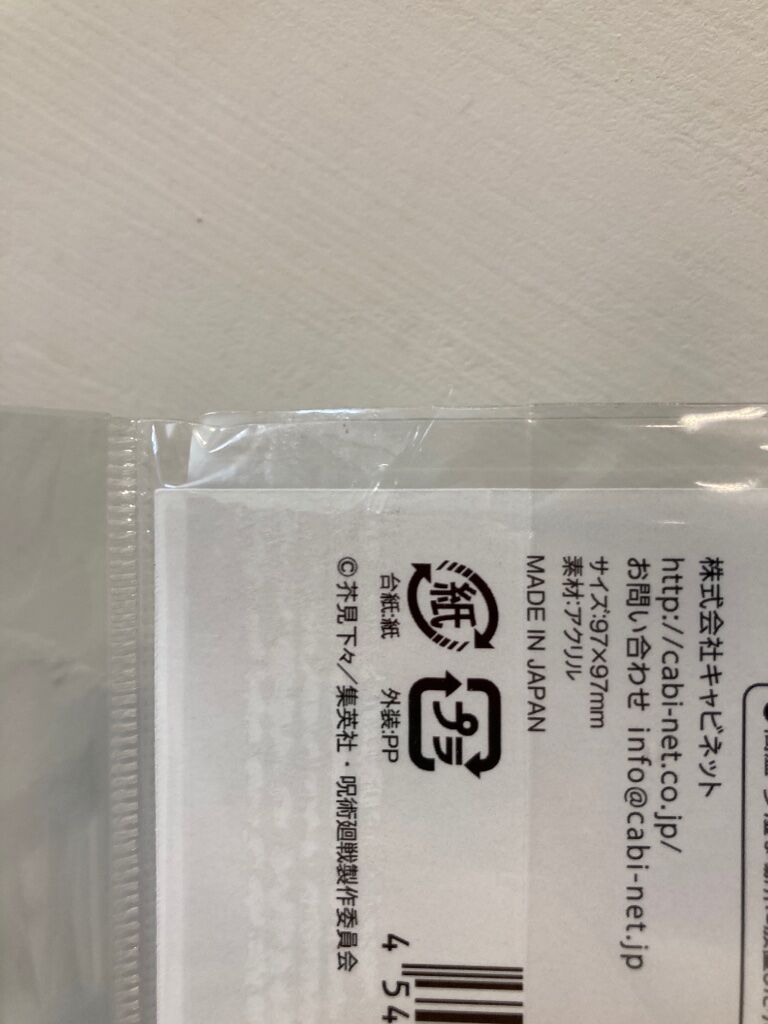 株式会社キャビネット
http://cabi-net.co.jp/
お問い合わせ info@cabi-net.jp
サイズ:97×97mm
素材:アクリル
MADE IN JAPAN
紙 プラ
台紙:紙 外装:PP
©芥見下々/集英社・呪術廻戦製作委員会
4 54